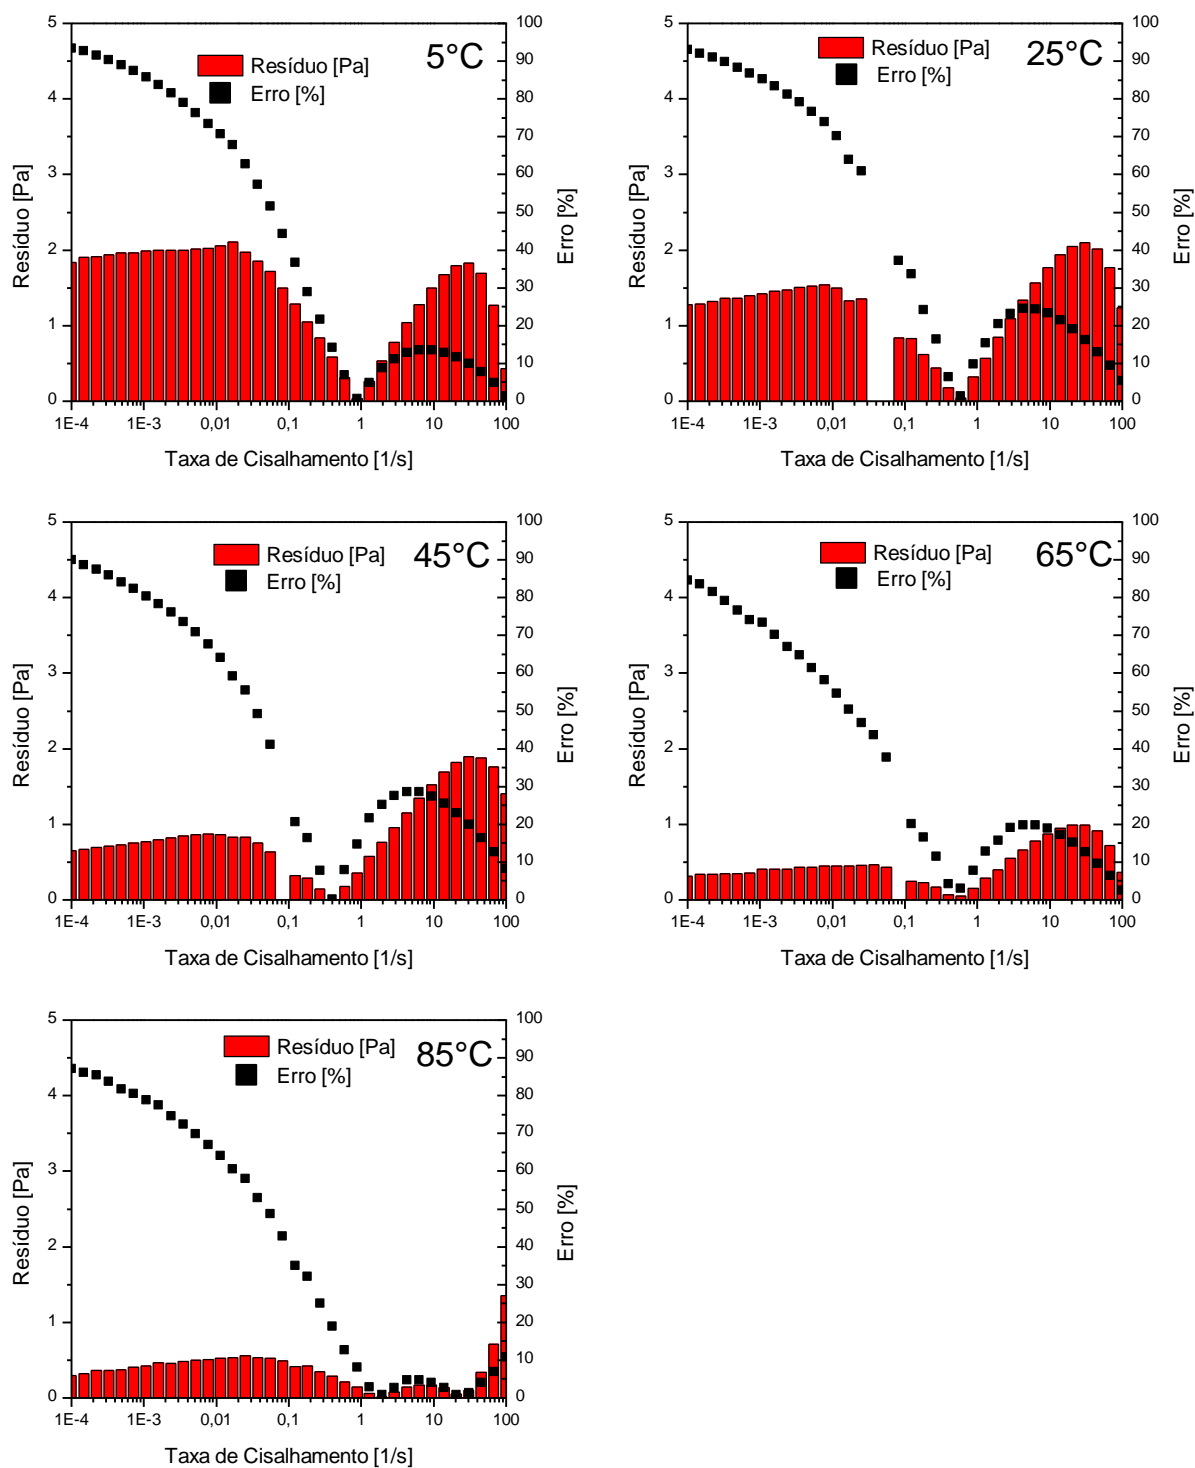 5°C
Resíduo [Pa]
Erro [%]
5
4
3
2
1
0
100
90
80
70
60
50
40
30
20
10
0
Resíduo [Pa]
Erro [%]
1E-4 1E-3 0,01 0,1 1 10 100
Taxa de Cisalhamento [1/s]
25°C
Resíduo [Pa]
Erro [%]
5
4
3
2
1
0
100
90
80
70
60
50
40
30
20
10
0
Resíduo [Pa]
Erro [%]
1E-4 1E-3 0,01 0,1 1 10 100
Taxa de Cisalhamento [1/s]
45°C
Resíduo [Pa]
Erro [%]
5
4
3
2
1
0
100
90
80
70
60
50
40
30
20
10
0
Resíduo [Pa]
Erro [%]
1E-4 1E-3 0,01 0,1 1 10 100
Taxa de Cisalhamento [1/s]
65°C
Resíduo [Pa]
Erro [%]
5
4
3
2
1
0
100
90
80
70
60
50
40
30
20
10
0
Resíduo [Pa]
Erro [%]
1E-4 1E-3 0,01 0,1 1 10 100
Taxa de Cisalhamento [1/s]
85°C
Resíduo [Pa]
Erro [%]
5
4
3
2
1
0
100
90
80
70
60
50
40
30
20
10
0
Resíduo [Pa]
Erro [%]
1E-4 1E-3 0,01 0,1 1 10 100
Taxa de Cisalhamento [1/s]